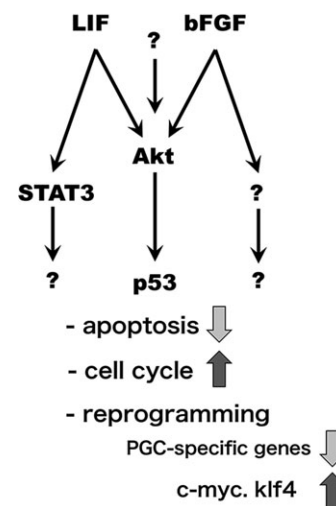 LIF ? bFGF
Akt
STAT3 ?
? p53 ?
- apoptosis
- cell cycle
- reprogramming
PGC-specific genes
c-myc. klf4